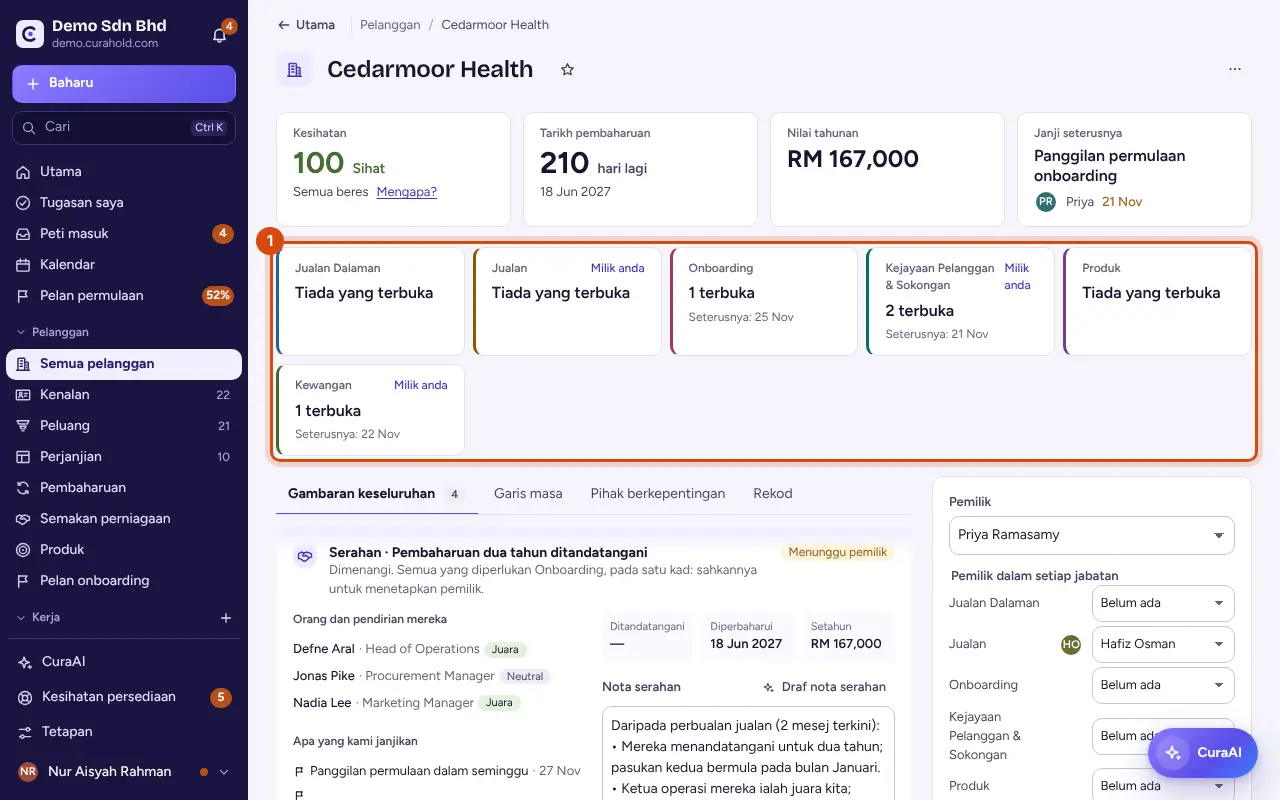 Demo Sdn Bhd
demo.curahold.com
4
Baharu
Cari
Ctrl K
Utama
Tugasan saya
Peti masuk
4
Kalendar
Pelan permulaan
52%
Pelanggan
Semua pelanggan
Kenalan
22
Peluang
21
Perjanjian
10
Pembaharuan
Semakan perniagaan
Produk
Pelan onboarding
Kerja
CuraAI
Kesihatan persediaan
5
Tetapan
NR
Nur Aisyah Rahman
Utama
Pelanggan / Cedarmoor Health
Cedarmoor Health
Kesihatan
100 Sihat
Semua beres Mengapa?
Tarikh pembaharuan
210 hari lagi
18 Jun 2027
Nilai tahunan
RM 167,000
Janji seterusnya
Panggilan permulaan
onboarding
PR
Priya 21 Nov
1
Jualan Dalaman
Tiada yang terbuka
Jualan
Milik anda
Tiada yang terbuka
Onboarding
1 terbuka
Seterusnya: 25 Nov
Kejayaan Pelanggan
& Sokongan
Milik
anda
2 terbuka
Seterusnya: 21 Nov
Produk
Tiada yang terbuka
Kewangan
Milik anda
1 terbuka
Seterusnya: 22 Nov
Gambaran keseluruhan 4
Garis masa
Pihak berkepentingan
Rekod
Serahan · Pembaharuan dua tahun ditandatangani
Menunggu pemilik
Dimenangi. Semua yang diperlukan Onboarding, pada satu kad: sahkannya
untuk menetapkan pemilik.
Orang dan pendirian mereka
Defne Aral · Head of Operations Juara
Jonas Pike · Procurement Manager Neutral
Nadia Lee · Marketing Manager Juara
Apa yang kami janjikan
Panggilan permulaan dalam seminggu · 27 Nov
Ditandatangani
—
Diperbaharui
18 Jun 2027
Setahun
RM 167,000
Nota serahan
Draf nota serahan
Daripada perbualan jualan (2 mesej terkini):
• Mereka menandatangani untuk dua tahun;
pasukan kedua bermula pada bulan Januari.
• Ketua operasi mereka ialah juara kita;
Pemilik
Priya Ramasamy
Pemilik dalam setiap jabatan
Jualan Dalaman
Belum ada
Jualan
HO
Hafiz Osman
Onboarding
Belum ada
Kejayaan
Pelanggan &
Sokongan
Belum ada
Produk
Belum ada
CuraAI